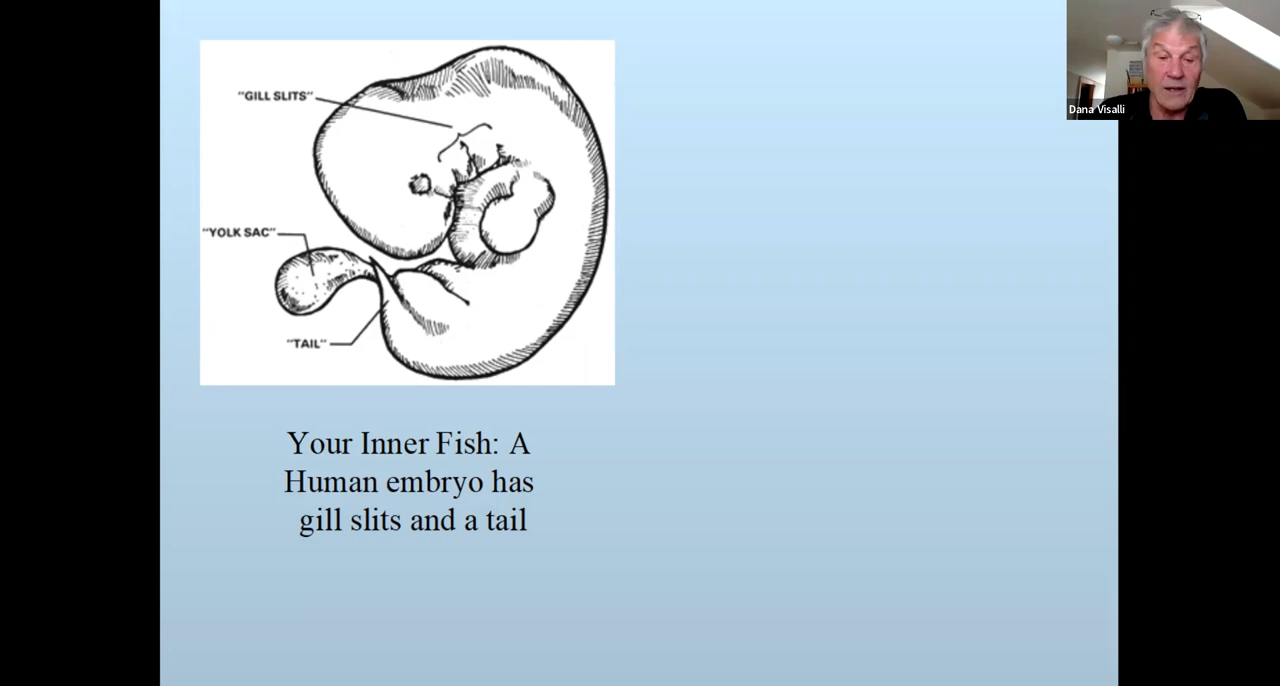 "GILL SLITS"
Dana Visalli
"YOLK SAC"
"TAIL"
Your Inner Fish: A
Human embryo has
gill slits and a tail